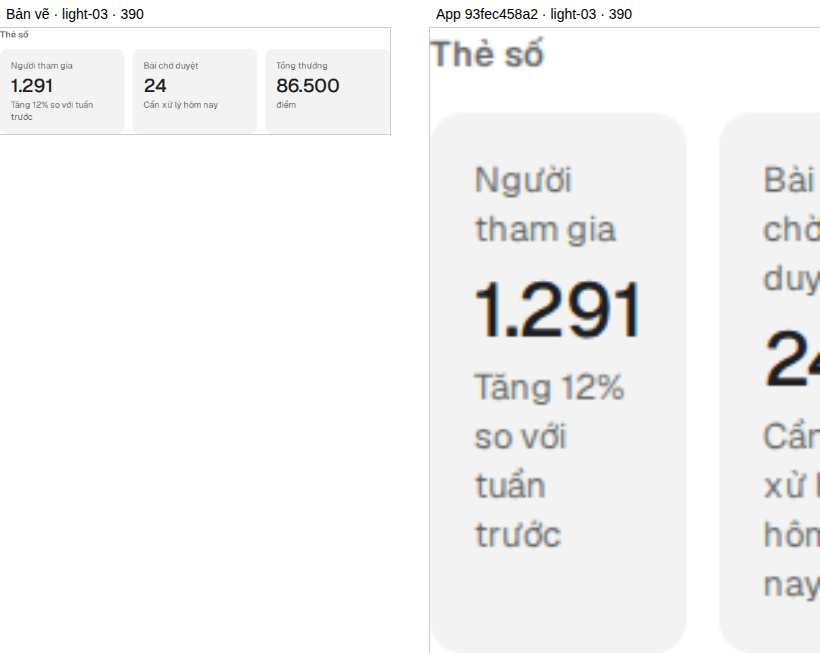 Bản vẽ · light-03 · 390
Thẻ số
Người tham gia
1.291
Tăng 12% so với tuần
trước
Bài chờ duyệt
24
Cần xử lý hôm nay
Tổng thưởng
86.500
điểm
App 93fec458a2 · light-03 · 390
Thẻ số
Người
tham gia
1.291
Tăng 12%
so với
tuần
trước
Bài
chờ
duy
24
Cần
xử l
hôm
nay